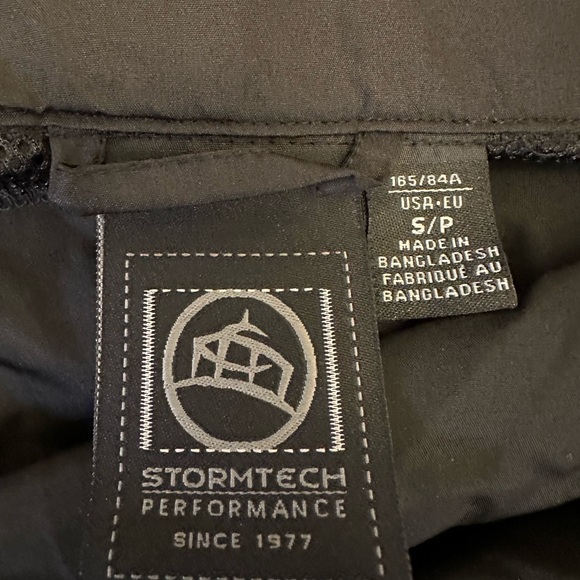 165/84A
USA•EU
S/P
MADE IN
BANGLADESH
FABRIQUÉ AU
BANGLADESH
STORMTECH
PERFORMANCE
SINCE 1977